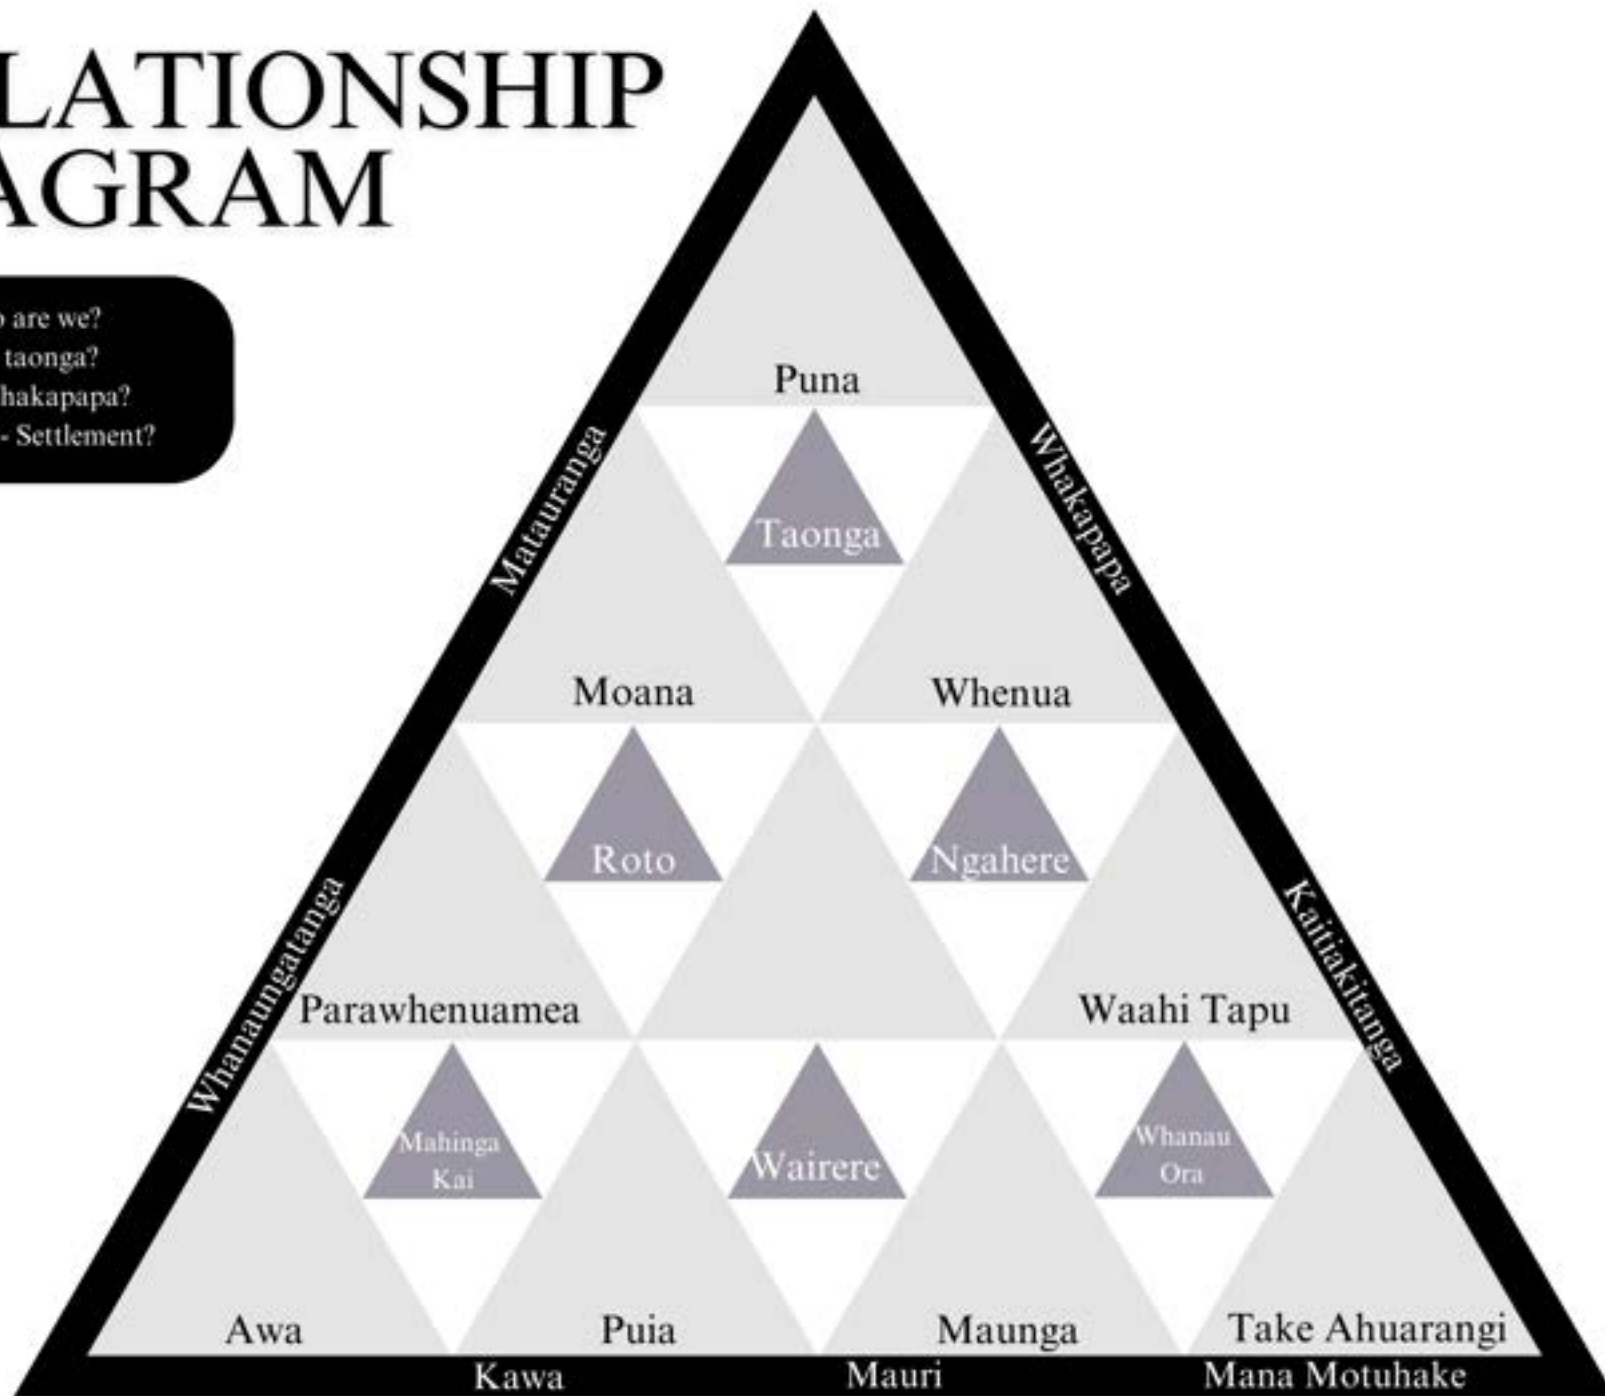 LATIONSHIP
AGRAM
are we?
taonga?
hakapapa?
- Settlement?
Puna
Matauranga
Whakapapa
Taonga
Moana
Whenua
Roto
Ngahere
Whanaungatanga
Kaitiakitanga
Parawhenuamea
Waahi Tapu
Mahinga
Kai
Wairere
Whanau
Ora
Awa
Puia
Maunga
Take Ahuarangi
Kawa
Mauri
Mana Motuhake